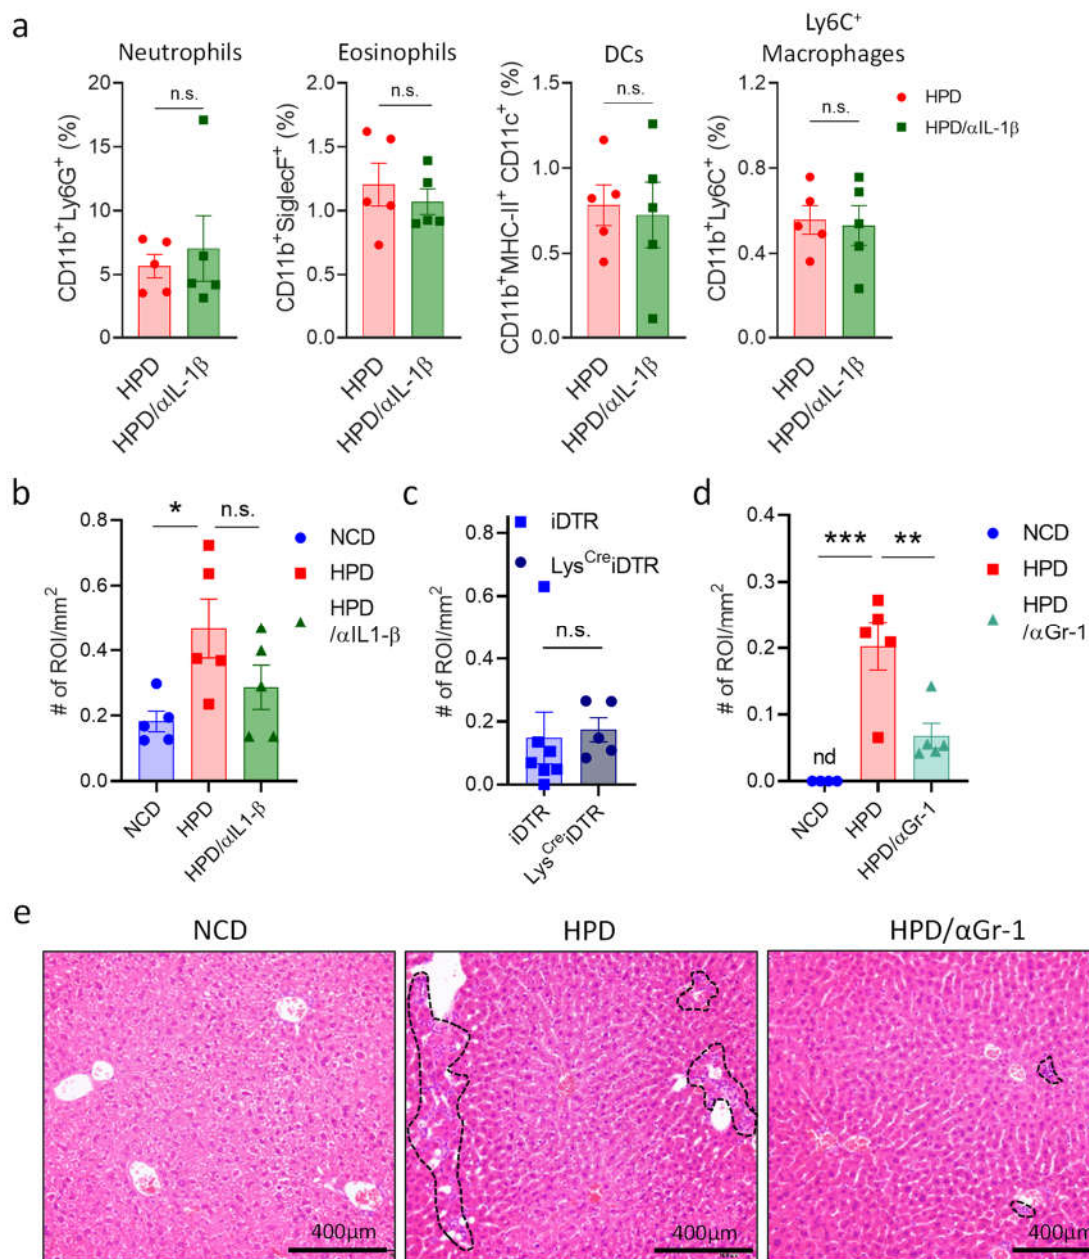 a
Neutrophils
CD11b+Ly6G+ (%)
20
15
10
5
0
n.s.
HPD
HPD/αIL-1β
Eosinophils
CD11b+SiglecF+ (%)
2.0
1.5
1.0
0.5
0.0
n.s.
HPD
HPD/αIL-1β
DCs
CD11b+MHC-II+ CD11c+ (%)
1.5
1.0
0.5
0.0
n.s.
HPD
HPD/αIL-1β
Ly6C+
Macrophages
CD11b+Ly6C+ (%)
1.2
0.9
0.6
0.3
0.0
n.s.
HPD
HPD/αIL-1β
HPD
HPD/αIL-1β
b
# of ROI/mm2
0.8
0.6
0.4
0.2
0.0
*
n.s.
NCD
HPD
HPD/αIL1-β
NCD
HPD
HPD
/αIL1-β
c
# of ROI/mm2
0.8
0.6
0.4
0.2
0.0
iDTR
LysCreiDTR
n.s.
iDTR
LysCre-iDTR
d
# of ROI/mm2
0.4
0.3
0.2
0.1
0.0
***
**
nd
NCD
HPD
HPD/αGr-1
NCD
HPD
HPD
/αGr-1
e
NCD
HPD
HPD/αGr-1
400μm
400μm
400μm